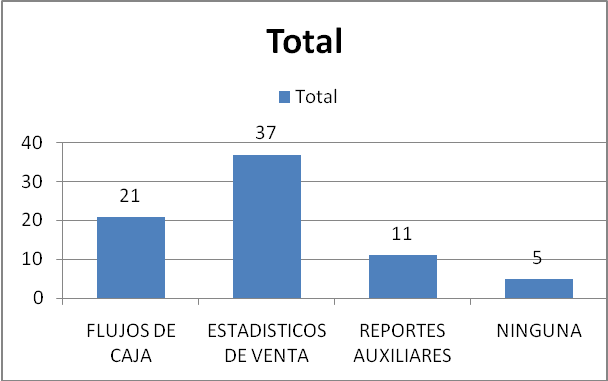 Total
Total
40
30
20
10
0
21
37
11
5
FLUJOS DE
CAJA
ESTADISTICOS
DE VENTA
REPORTES
AUXILIARES
NINGUNA